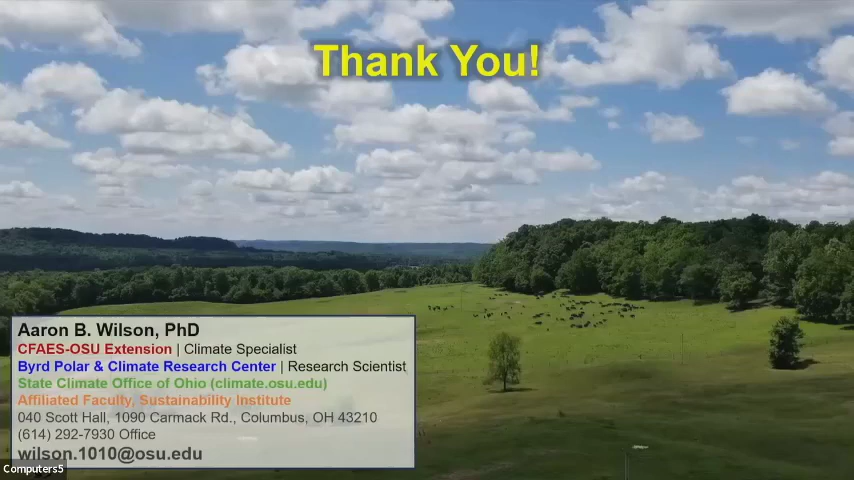 Thank You!
Aaron B. Wilson, PhD
CFAES-OSU Extension | Climate Specialist
Byrd Polar & Climate Research Center | Research Scientist
State Climate Office of Ohio (climate.osu.edu)
Affiliated Faculty, Sustainability Institute
040 Scott Hall, 1090 Carmack Rd., Columbus, OH 43210
(614) 292-7930 Office
wilson.1010@osu.edu
Computers5